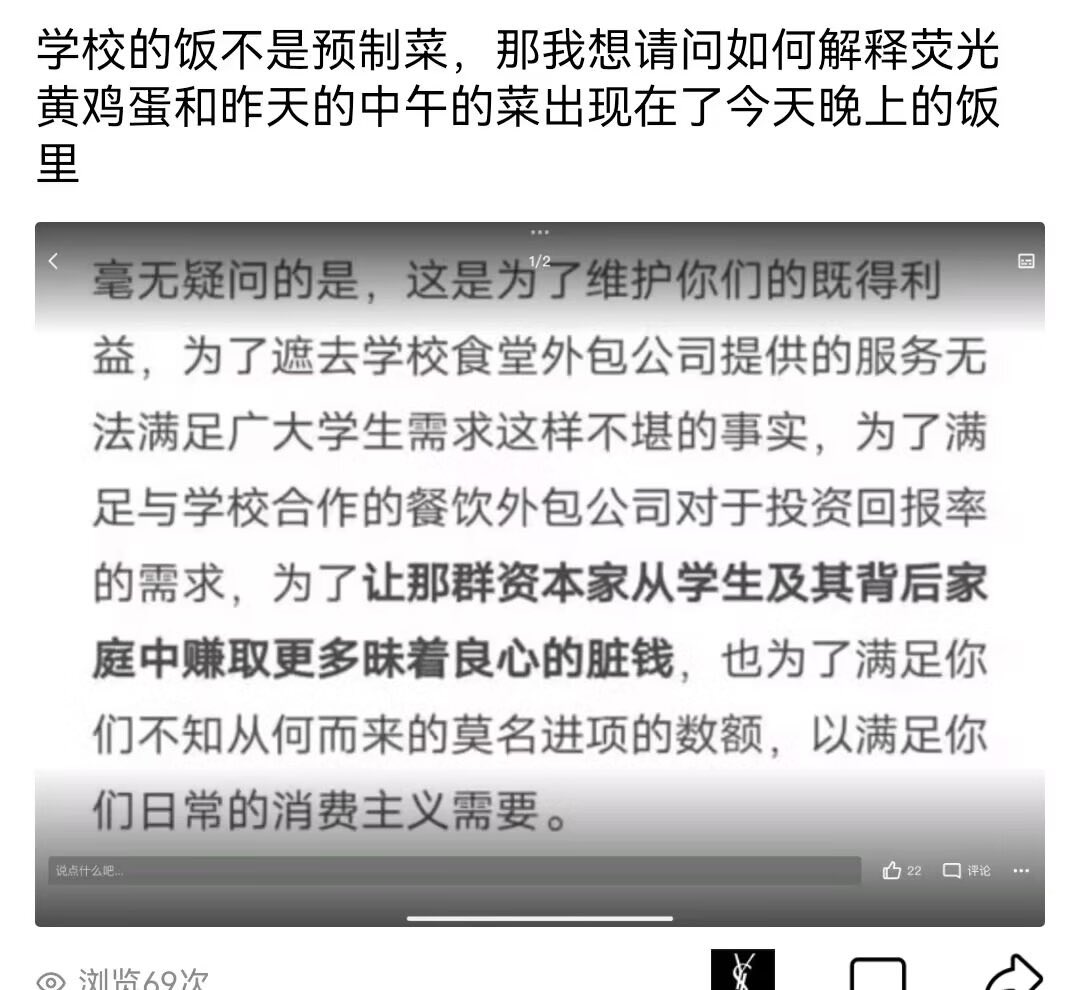 学校的饭不是预制菜，那我想请问如何解释荧光
黄鸡蛋和昨天的中午的菜出现在了今天晚上的饭
里
1/2
毫无疑问的是，这是为了维护你们的既得利
益，为了遮去学校食堂外包公司提供的服务无
法满足广大学生需求这样不堪的事实，为了满
足与学校合作的餐饮外包公司对于投资回报率
的需求，为了让那群资本家从学生及其背后家
庭中赚取更多昧着良心的脏钱，也为了满足你
们不知从何而来的莫名进项的数额，以满足你
们日常的消费主义需要。
说点什么吧...
22
评论
浏览69次